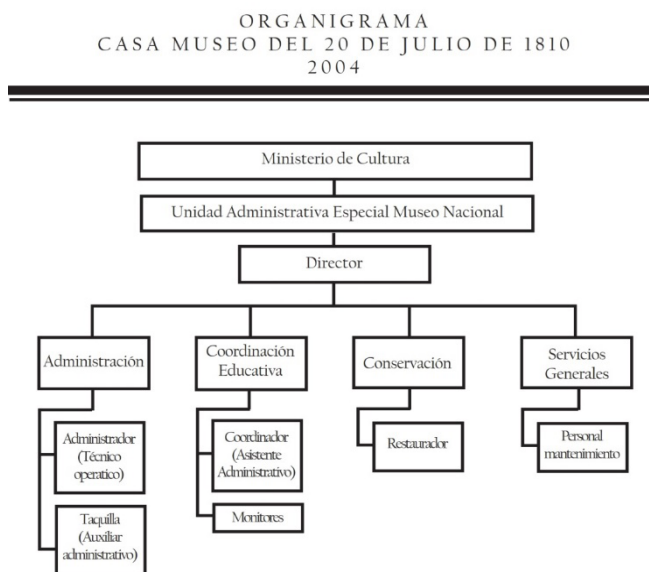 ORGANIGRAMA
CASA MUSEO DEL 20 DE JULIO DE 1810
2004
Ministerio de Cultura
Unidad Administrativa Especial Museo Nacional
Director
Administración
Coordinación
Educativa
Conservación
Servicios
Generales
Administrador
(Técnico
operatico)
Coordinador
(Asistente
Administrativo)
Restaurador
Personal
mantenimiento
Taquilla
(Auxiliar
administrativo)
Monitores